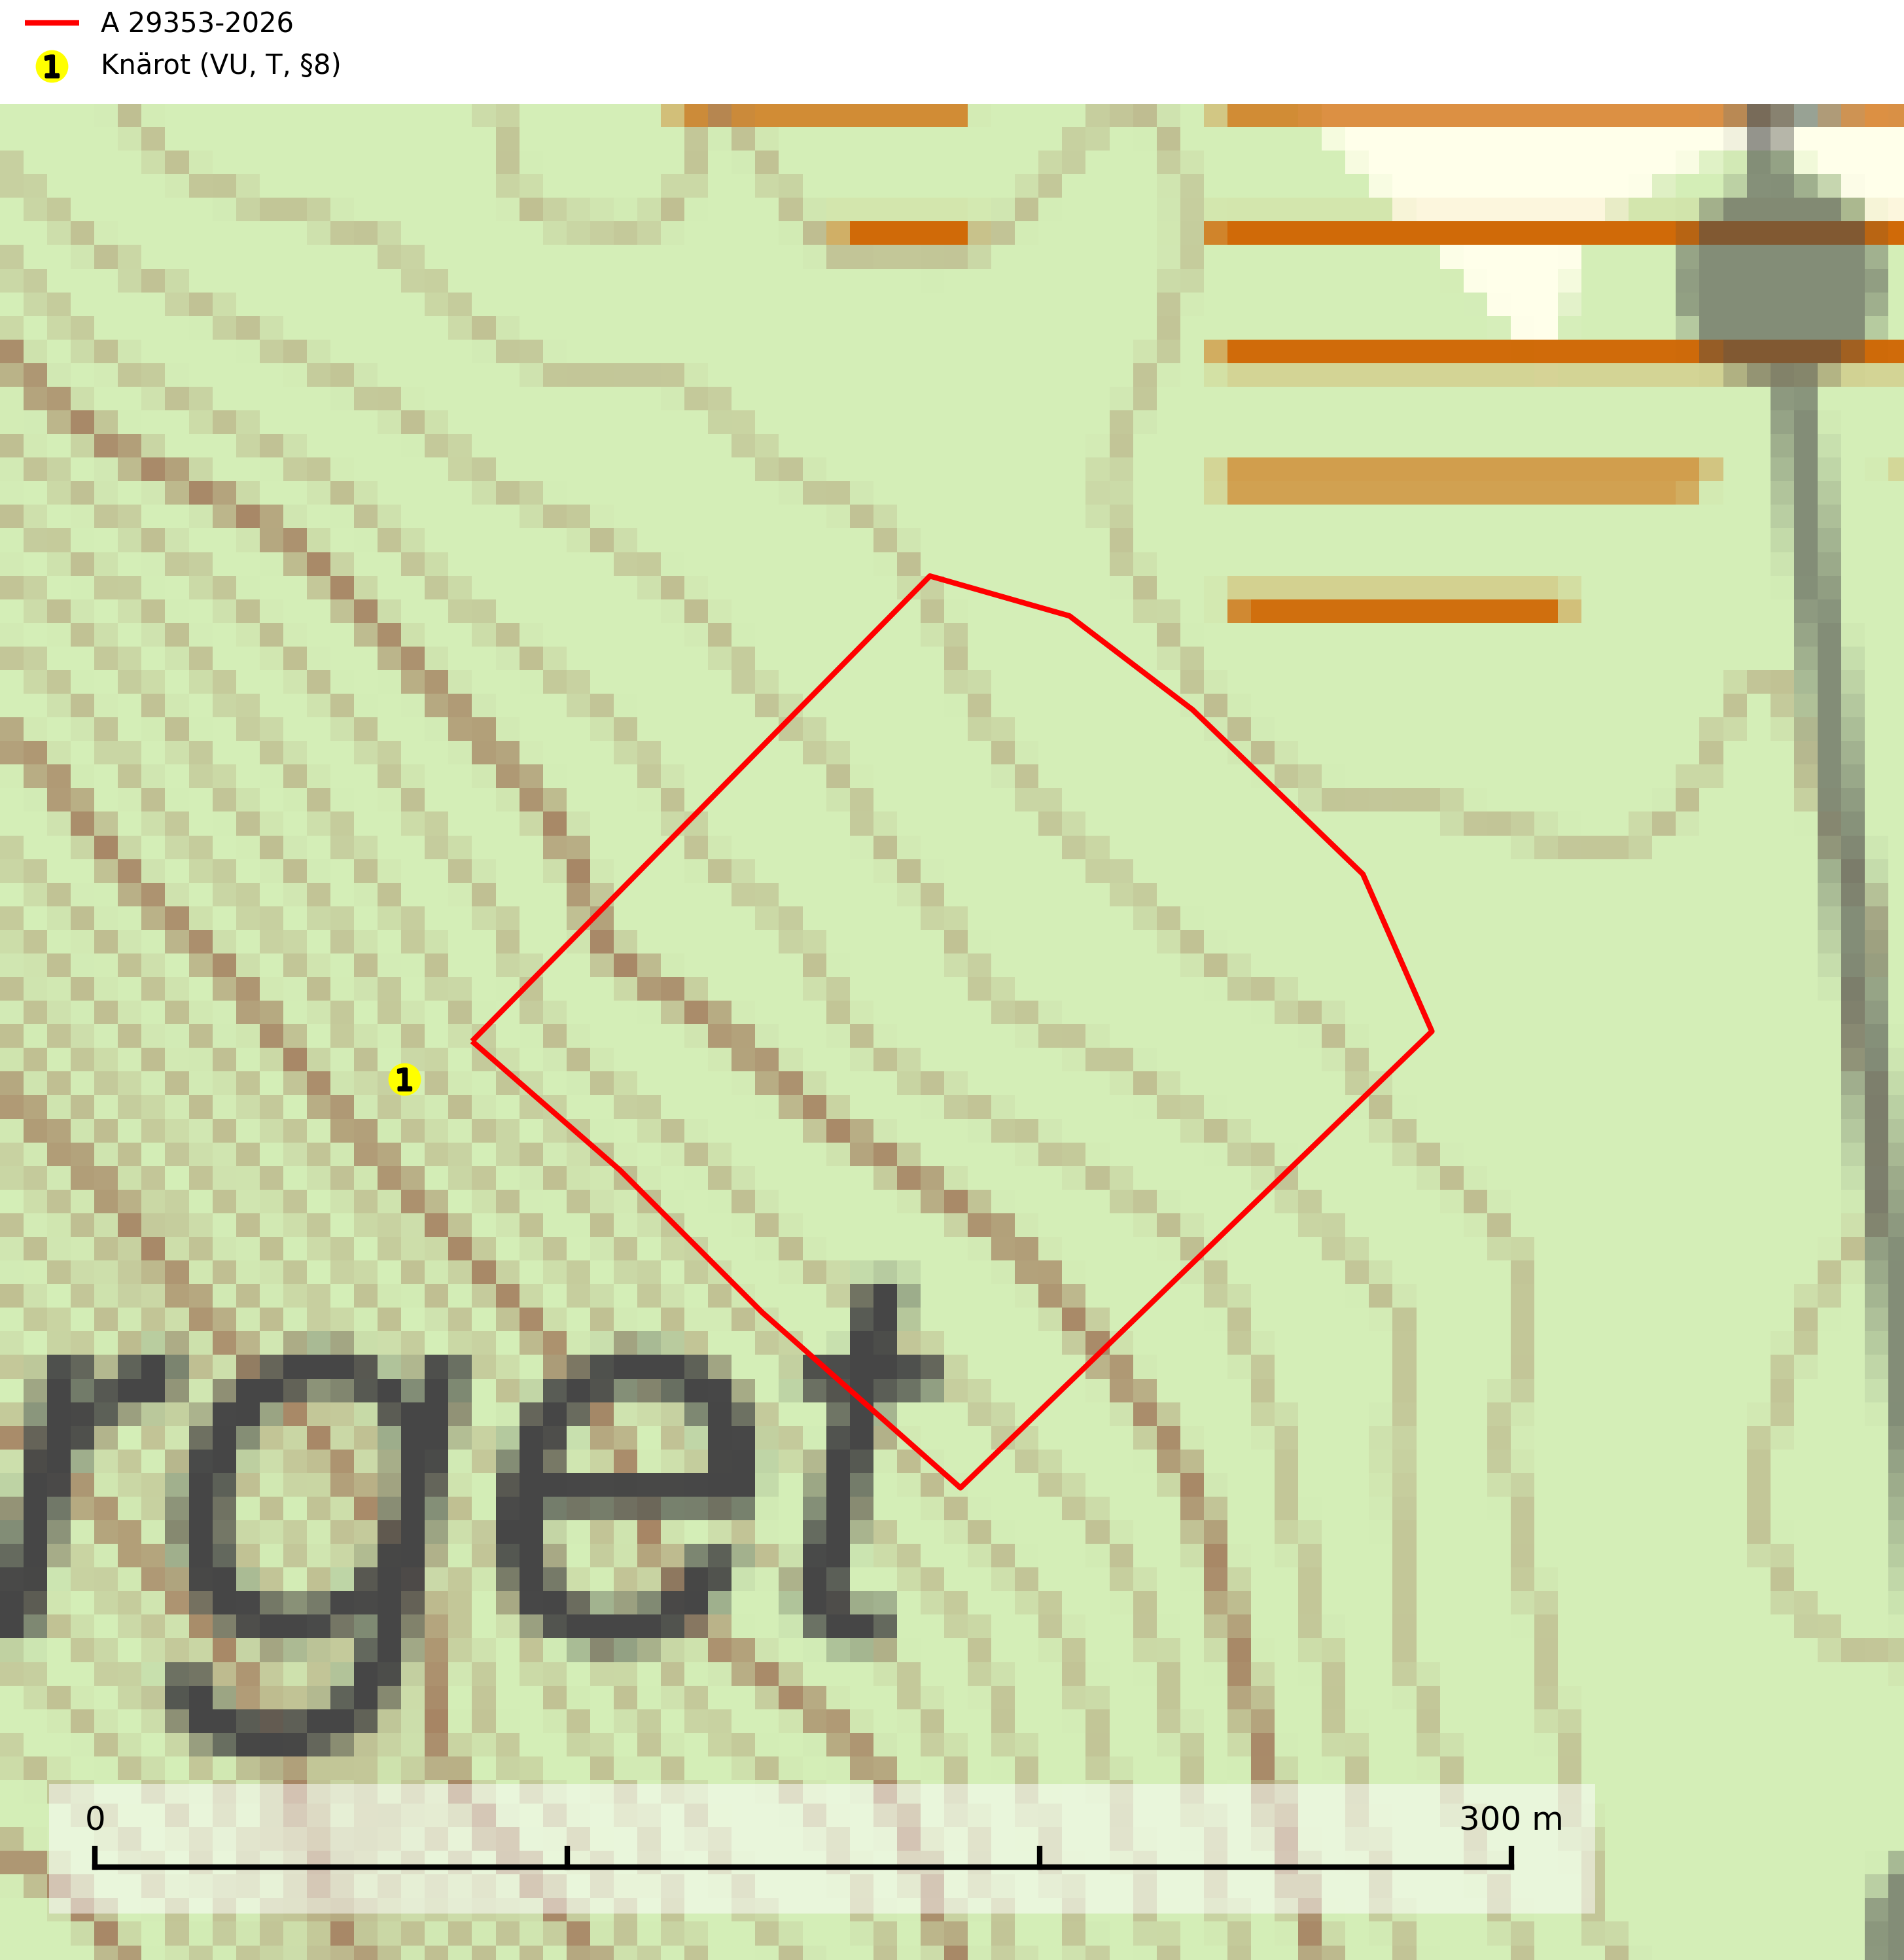 A 29353-2026
1 Knärot (VU, T, §8)
1
rget
0 300 m